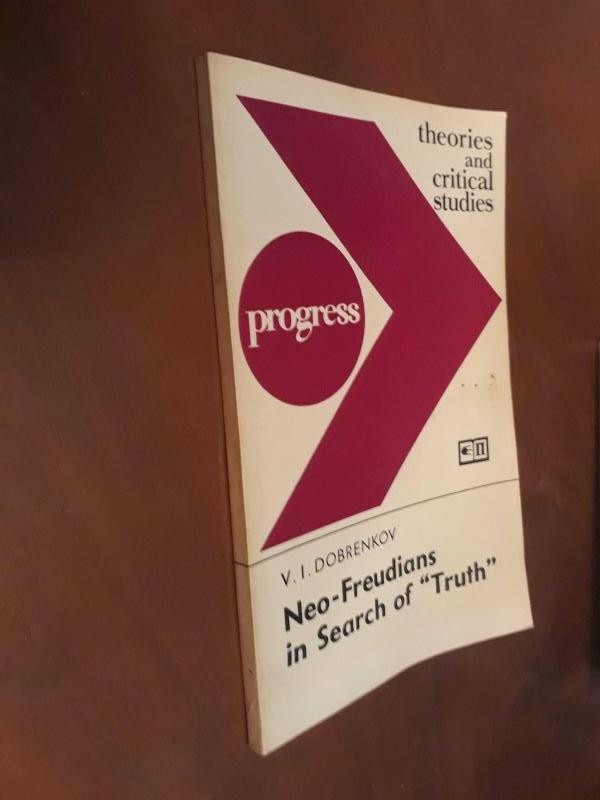 theories
and
critical
studies
progress
П
V. I. DOBRENKOV
Neo-Freudians
in Search of "Truth"